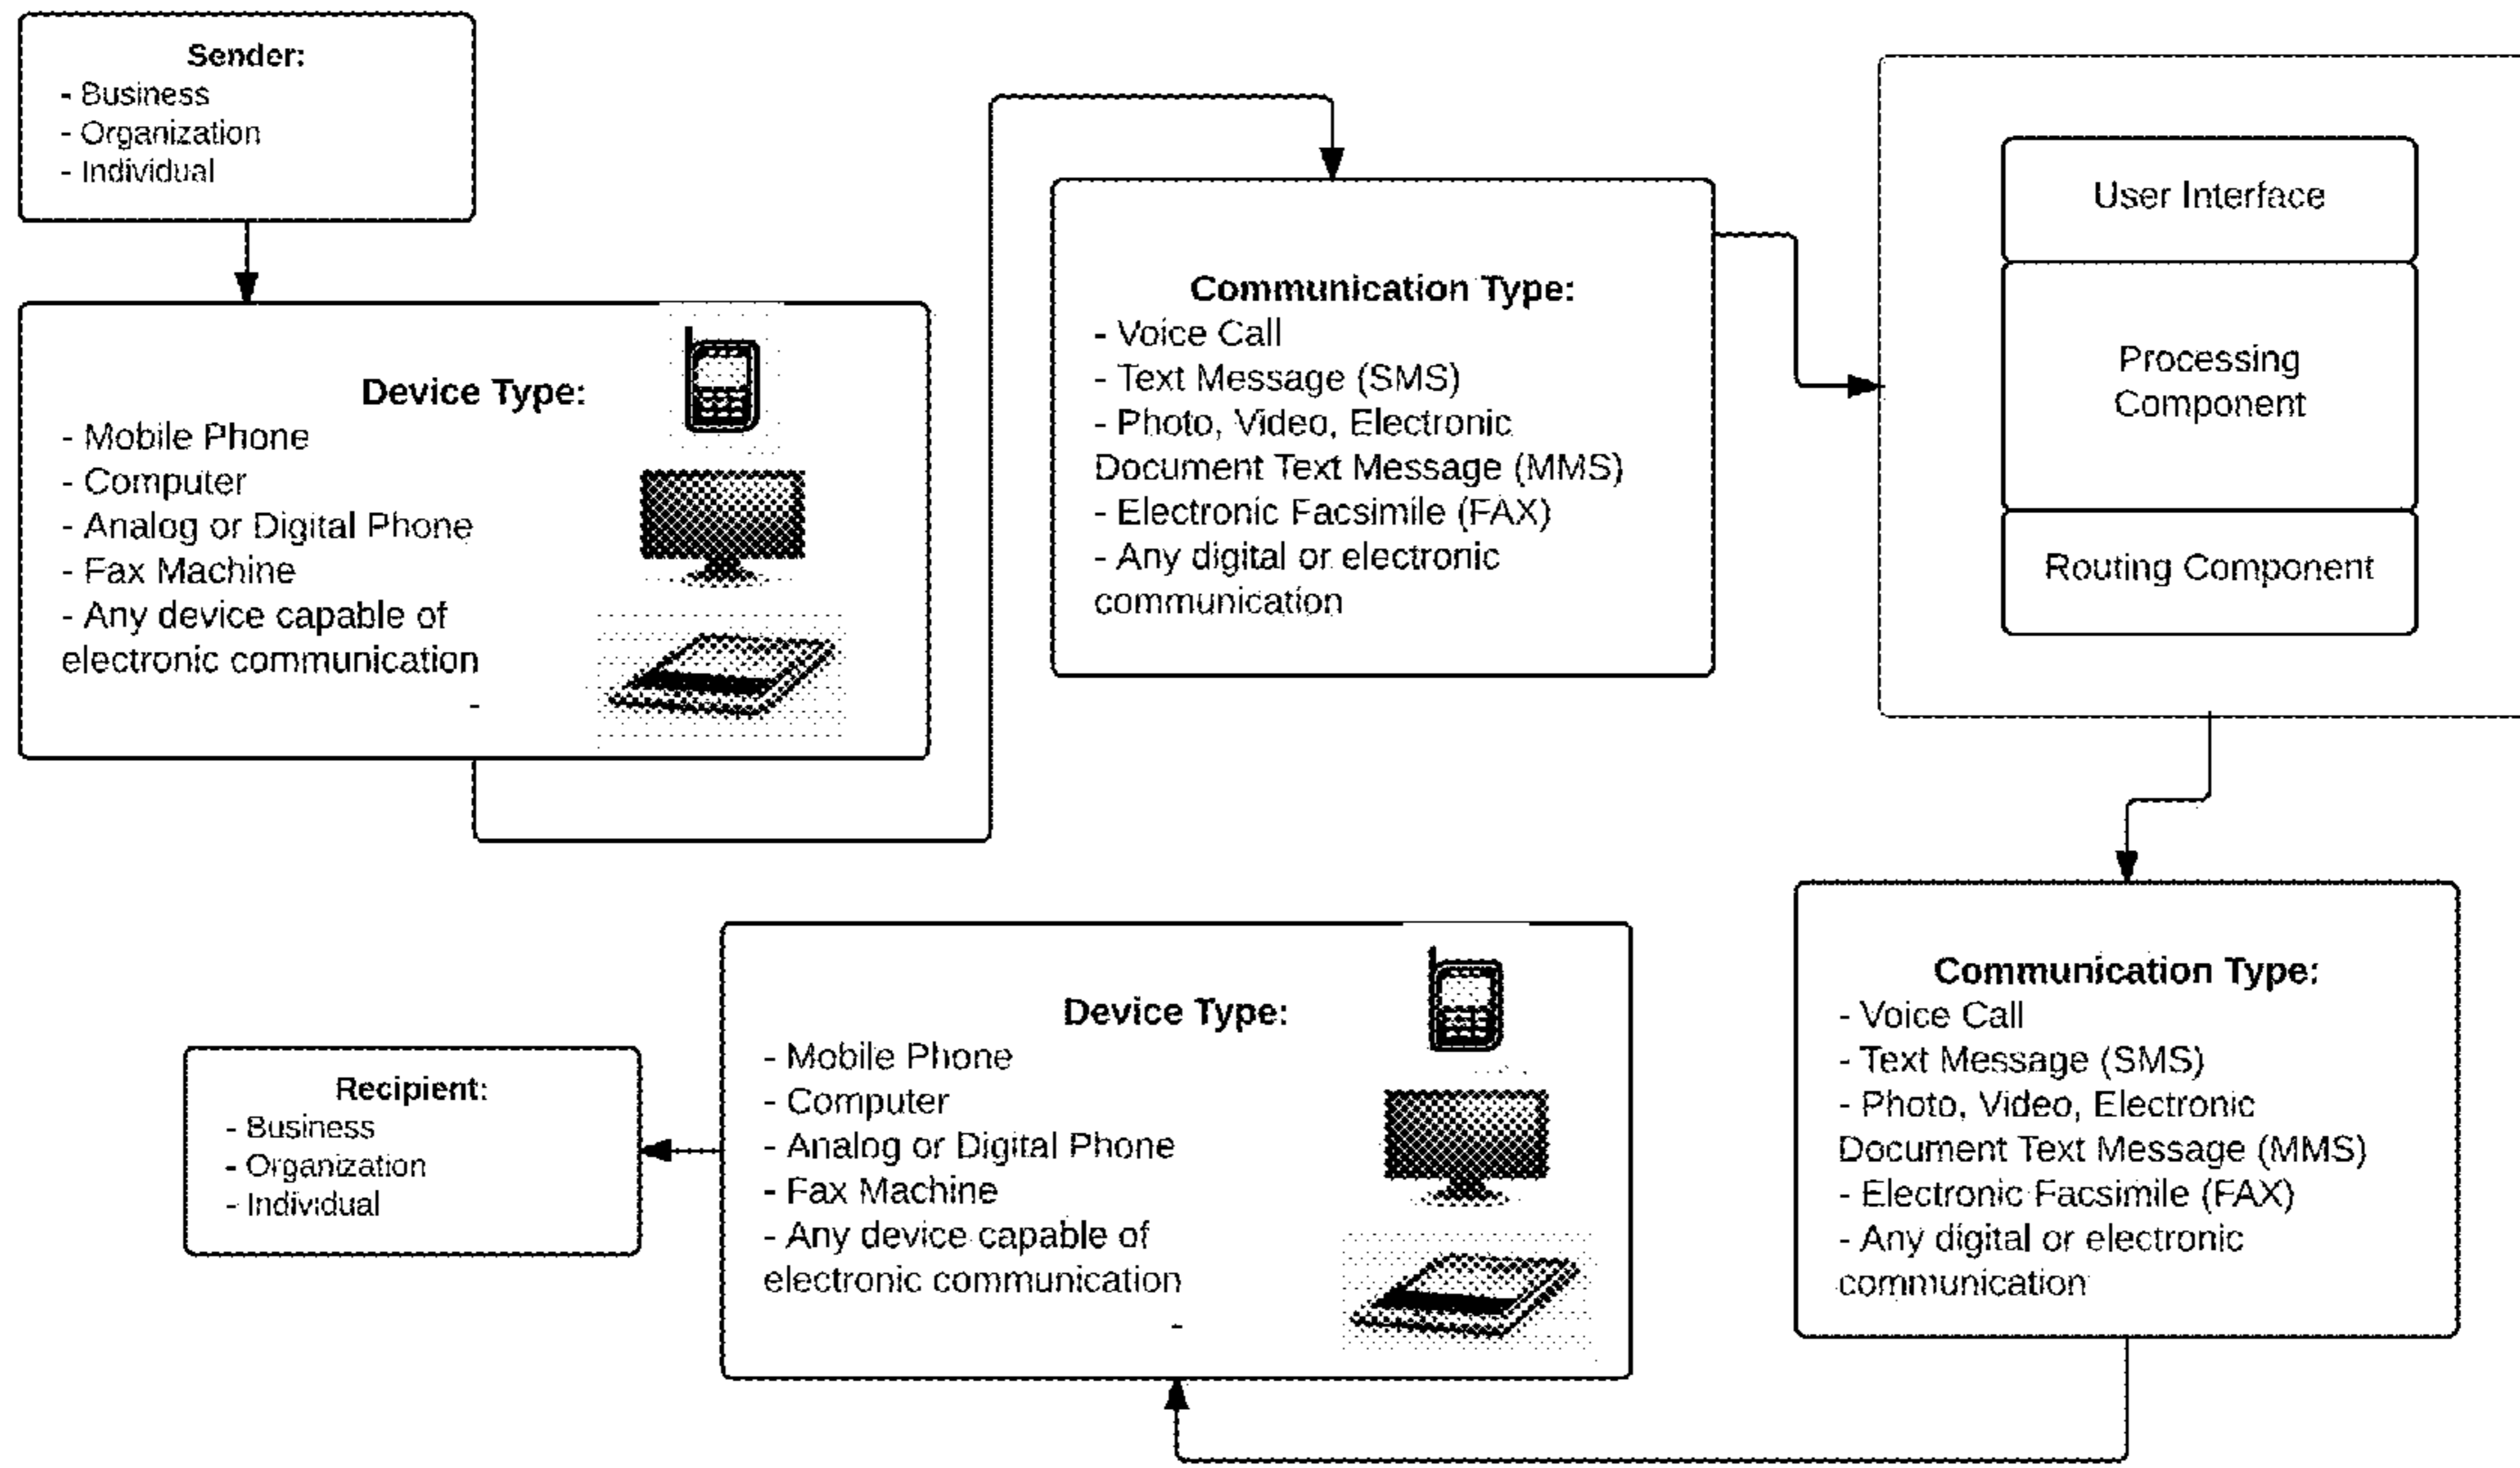 Sender:
- Business
- Organization
- Individual
Device Type:
- Mobile Phone
- Computer
- Analog or Digital Phone
- Fax Machine
- Any device capable of
electronic communication
-
Communication Type:
- Voice Call
- Text Message (SMS)
- Photo, Video, Electronic
Document Text Message (MMS)
- Electronic Facsimile (FAX)
- Any digital or electronic
communication
User Interface
Processing
Component
Routing Component
Communication Type:
- Voice Call
- Text Message (SMS)
- Photo, Video, Electronic
Document Text Message (MMS)
- Electronic Facsimile (FAX)
- Any digital or electronic
communication
Device Type:
- Mobile Phone
- Computer
- Analog or Digital Phone
- Fax Machine
- Any device capable of
electronic communication
-
Recipient:
- Business
- Organization
- Individual